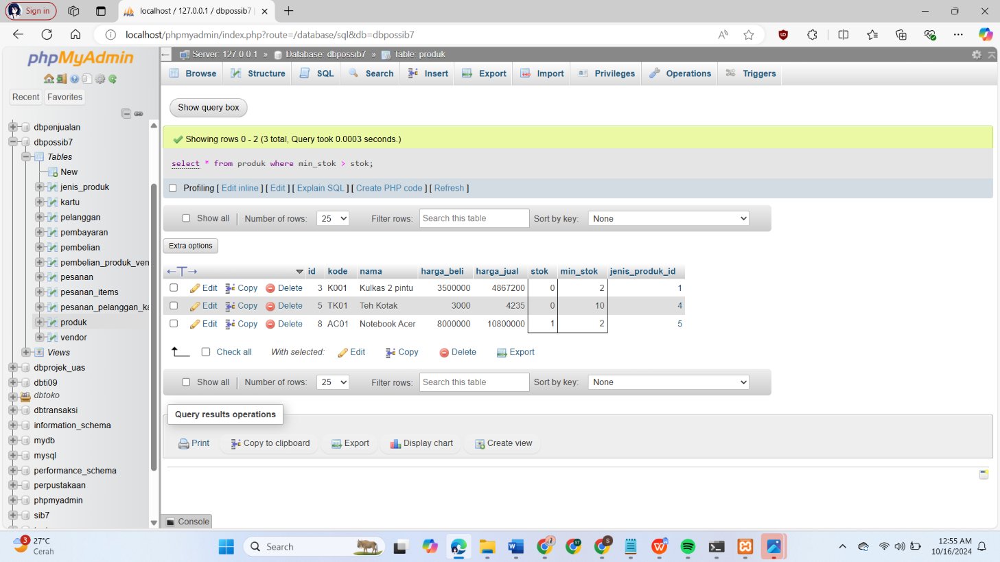 Sign in
localhost / 127.0.0.1 / dbpossib7
localhost/phpmyadmin/index.php?route=/database/sql&db=dbpossib7
phpMyAdmin
Recent Favorites
dbpenjualan
dbpossib7
Tables
New
jenis_produk
kartu
pelanggan
pembayaran
pembelian
pembelian_produk_ven
pesanan
pesanan_items
pesanan_pelanggan_ka
produk
vendor
Views
dbprojek_uas
dbti09
dbtoko
dbtransaksi
information_schema
mydb
mysql
performance_schema
perpustakaan
phpmyadmin
sib7
Server: 127.0.0.1 » Database: dbpossib7 » Table: produk
Browse Structure SQL Search Insert Export Import Privileges Operations Triggers
Show query box
Showing rows 0 - 2 (3 total, Query took 0.0003 seconds.)
select * from produk where min_stok > stok;
Profiling [ Edit inline ] [ Edit ] [ Explain SQL ] [ Create PHP code ] [ Refresh ]
Show all Number of rows: 25 Filter rows: Search this table Sort by key: None
Extra options
←T→ id kode nama harga_beli harga_jual stok min_stok jenis_produk_id
Edit Copy Delete 3 K001 Kulkas 2 pintu 3500000 4867200 0 2 1
Edit Copy Delete 5 TK01 Teh Kotak 3000 4235 0 10 4
Edit Copy Delete 8 AC01 Notebook Acer 8000000 10800000 1 2 5
Check all With selected: Edit Copy Delete Export
Show all Number of rows: 25 Filter rows: Search this table Sort by key: None
Query results operations
Print Copy to clipboard Export Display chart Create view
Console
3
27°C
Cerah
Search
12:55 AM
10/16/2024